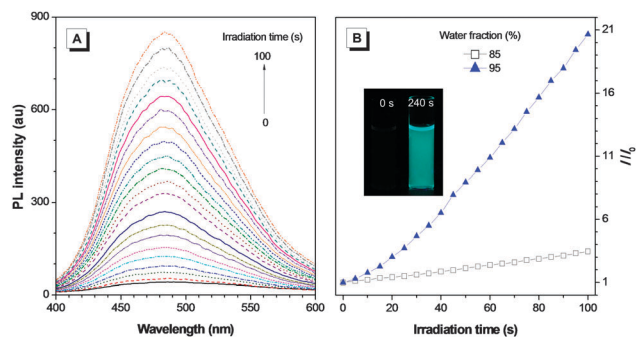 A
Irradiation time (s)
100
0
PL intensity (au)
900
600
300
0
400
450
500
550
600
Wavelength (nm)
B
Water fraction (%)
85
95
0 s
240 s
I/I₀
21
16
11
6
1
0
20
40
60
80
100
Irradiation time (s)